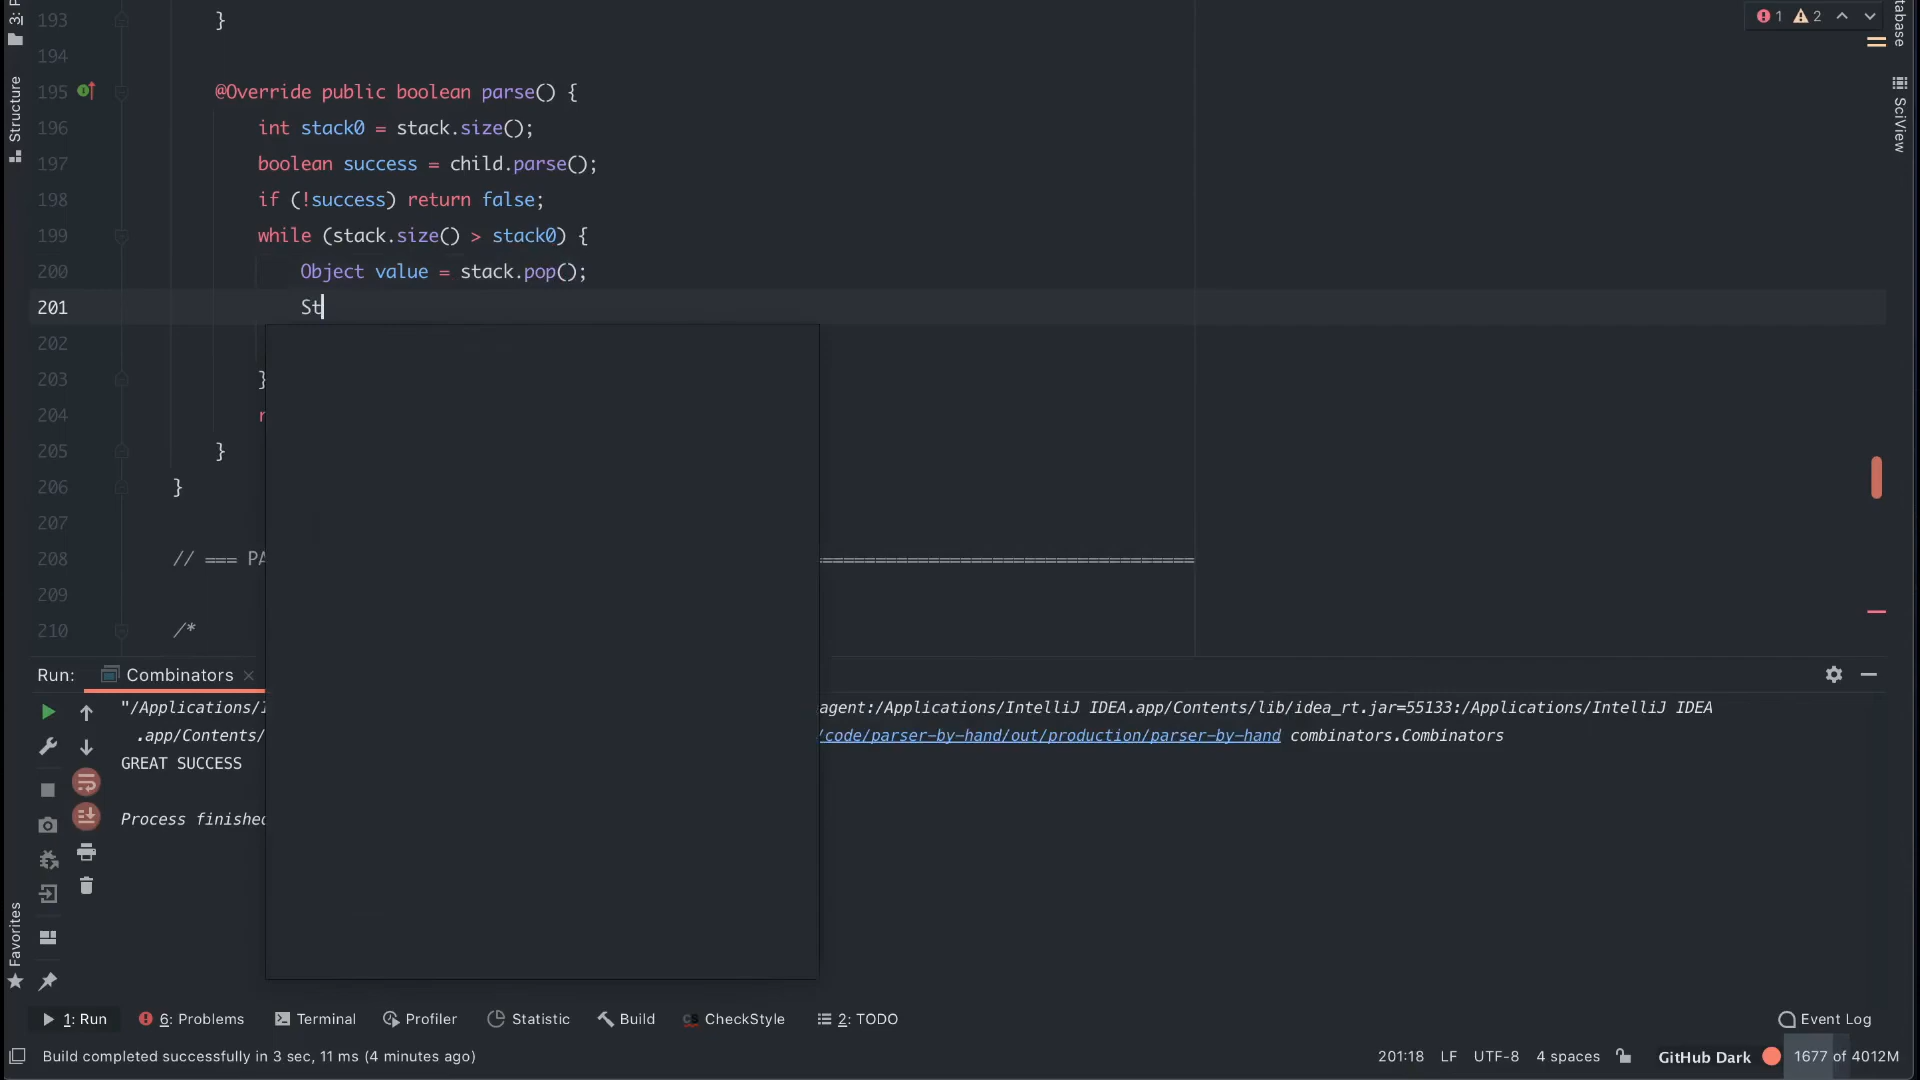 3: P
Structure
Favorites
tabase
SciView
1 2
193 }
194
195 @Override public boolean parse() {
196 int stack0 = stack.size();
197 boolean success = child.parse();
198 if (!success) return false;
199 while (stack.size() > stack0) {
200 Object value = stack.pop();
201 St
202
203 }
204 r
205 }
206 }
207
208 // === PA ===================================
209
210 /*
Run: Combinators
"/Applications/I agent:/Applications/IntelliJ IDEA.app/Contents/lib/idea_rt.jar=55133:/Applications/IntelliJ IDEA
.app/Contents/ /code/parser-by-hand/out/production/parser-by-hand combinators.Combinators
GREAT SUCCESS
Process finished
1: Run 6: Problems Terminal Profiler Statistic Build CS CheckStyle 2: TODO Event Log
Build completed successfully in 3 sec, 11 ms (4 minutes ago) 201:18 LF UTF-8 4 spaces GitHub Dark 1677 of 4012M